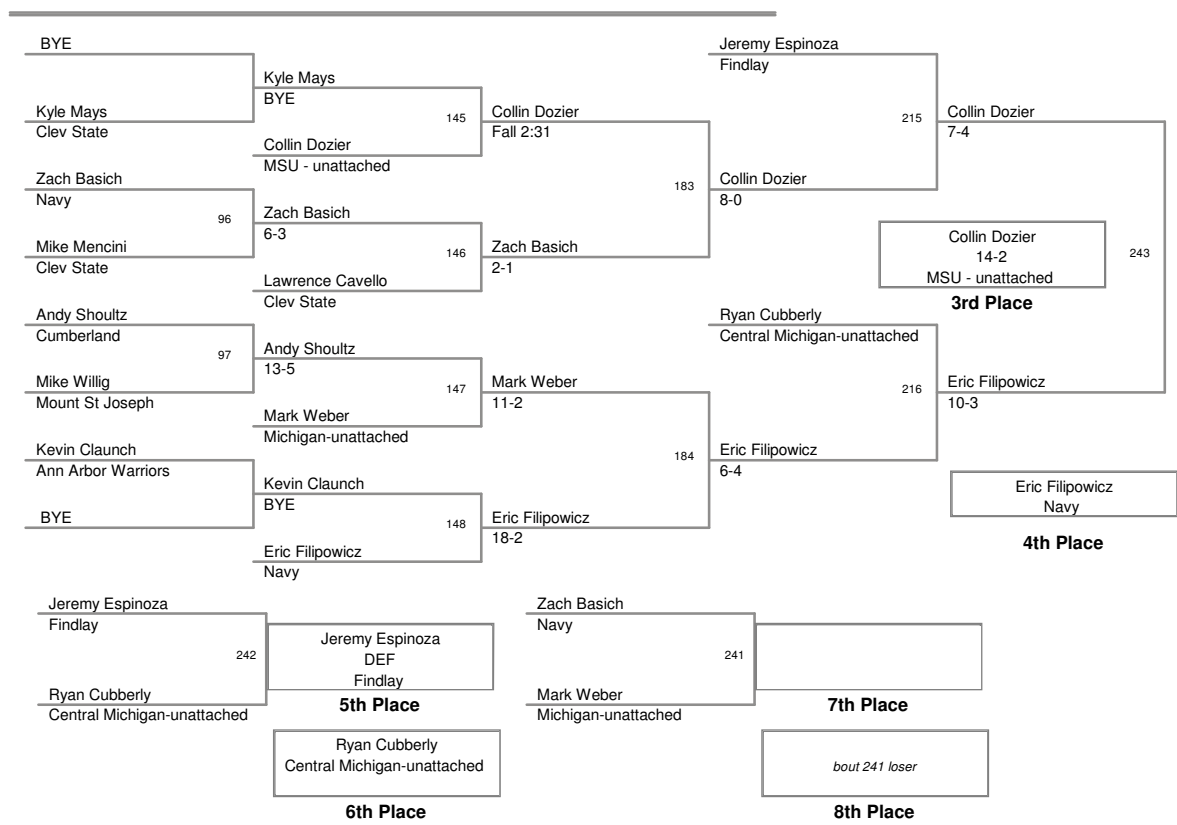 BYE
Kyle Mays
Clev State
Zach Basich
Navy
96
Mike Mencini
Clev State
Andy Shoultz
Cumberland
97
Mike Willig
Mount St Joseph
Kevin Claunch
Ann Arbor Warriors
BYE
Kyle Mays
BYE
145
Collin Dozier
MSU - unattached
Zach Basich
6-3
146
Lawrence Cavello
Clev State
Andy Shoultz
13-5
147
Mark Weber
Michigan-unattached
Kevin Claunch
BYE
148
Eric Filipowicz
Navy
Collin Dozier
Fall 2:31
183
Zach Basich
2-1
Mark Weber
11-2
184
Eric Filipowicz
18-2
Jeremy Espinoza
Findlay
215
Collin Dozier
8-0
Ryan Cubberly
Central Michigan-unattached
216
Eric Filipowicz
6-4
Collin Dozier
7-4
243
Eric Filipowicz
10-3
Collin Dozier
14-2
MSU - unattached
3rd Place
Eric Filipowicz
Navy
4th Place
Jeremy Espinoza
Findlay
242
Ryan Cubberly
Central Michigan-unattached
Jeremy Espinoza
DEF
Findlay
5th Place
Ryan Cubberly
Central Michigan-unattached
6th Place
Zach Basich
Navy
241
Mark Weber
Michigan-unattached
7th Place
bout 241 loser
8th Place